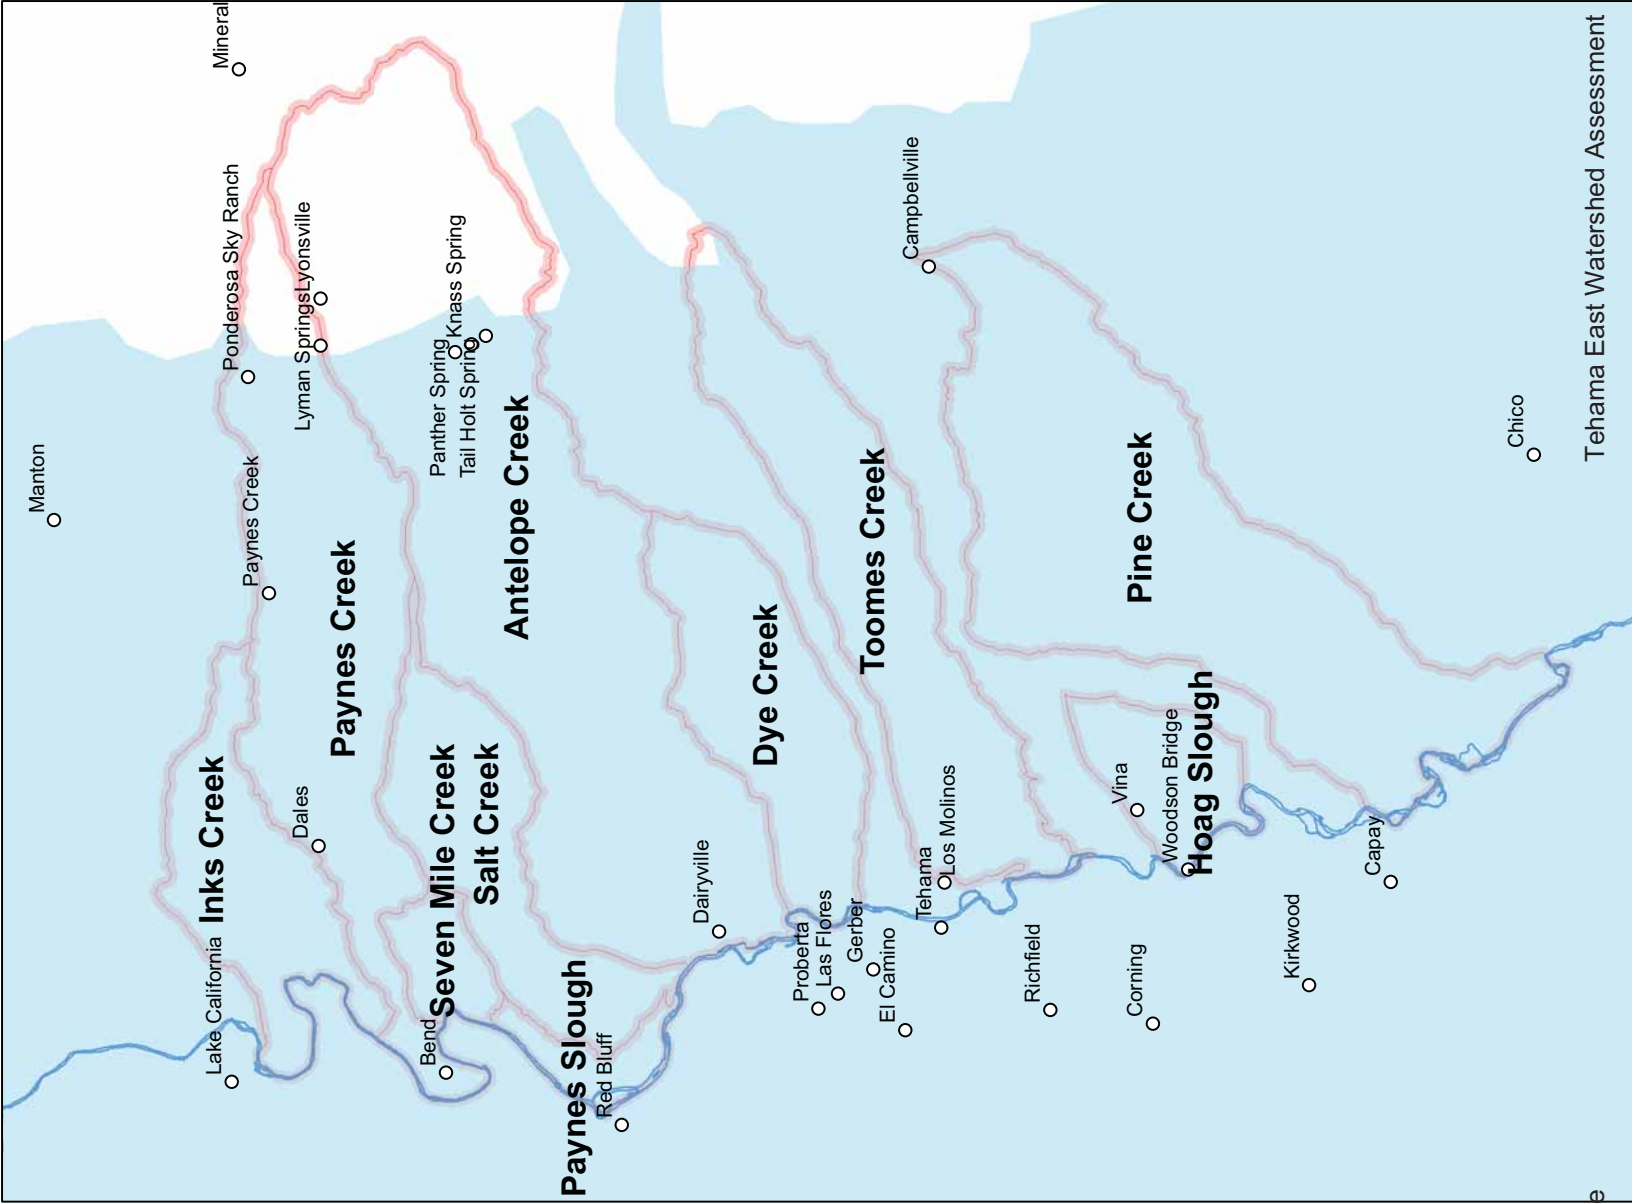 Mineral
Manton
Ponderosa Sky Ranch
Paynes Creek
Lyonsville
Lyman Springs
Knass Spring
Panther Spring
Tail Holt Spring
Antelope Creek
Paynes Creek
Inks Creek
Dales
Lake California
Seven Mile Creek
Salt Creek
Bend
Paynes Slough
Red Bluff
Dairyville
Dye Creek
Proberta
Las Flores
Gerber
El Camino
Tehama
Los Molinos
Toomes Creek
Campbellville
Pine Creek
Richfield
Corning
Vina
Woodson Bridge
Hoag Slough
Kirkwood
Capay
Chico
Tehama East Watershed Assessment
e